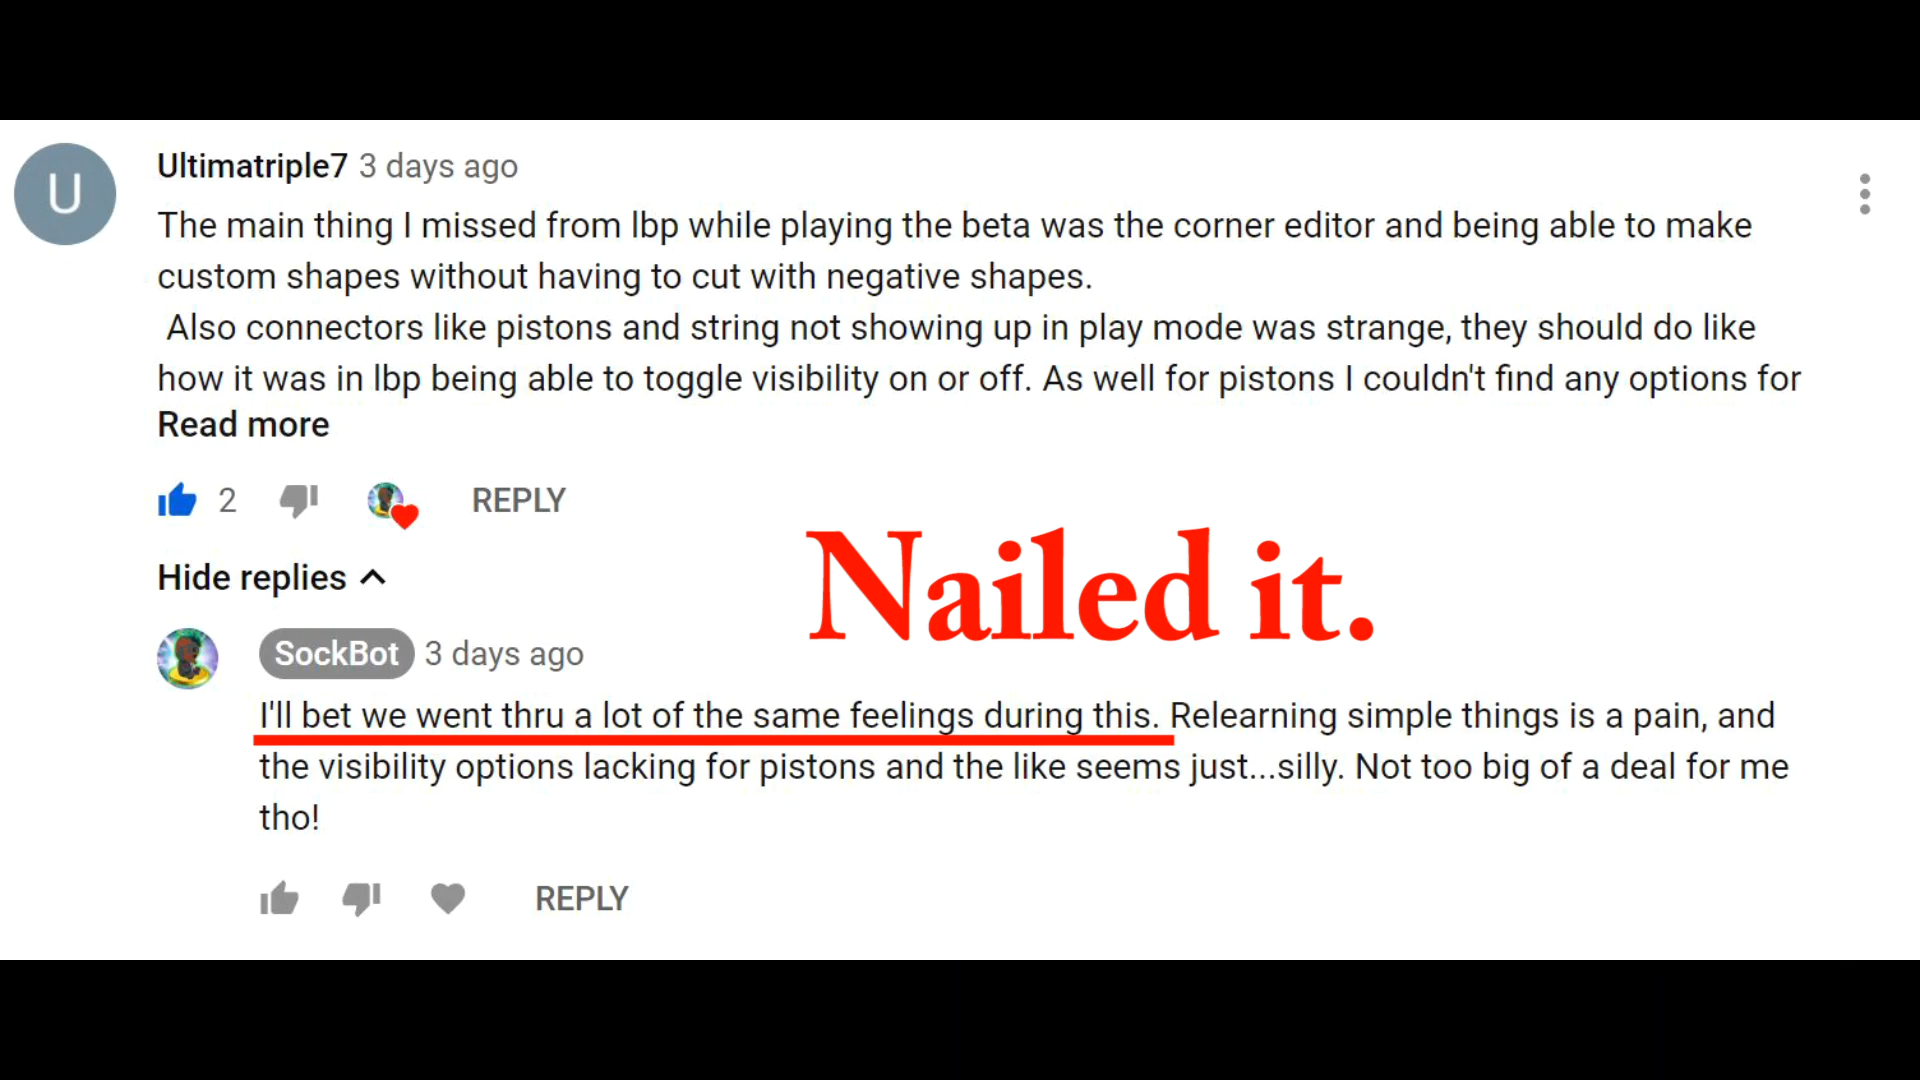 U
Ultimatriple7 3 days ago
The main thing I missed from lbp while playing the beta was the corner editor and being able to make
custom shapes without having to cut with negative shapes.
Also connectors like pistons and string not showing up in play mode was strange, they should do like
how it was in lbp being able to toggle visibility on or off. As well for pistons I couldn't find any options for
Read more
2 REPLY
Nailed it.
Hide replies
SockBot 3 days ago
I'll bet we went thru a lot of the same feelings during this. Relearning simple things is a pain, and
the visibility options lacking for pistons and the like seems just...silly. Not too big of a deal for me
tho!
REPLY